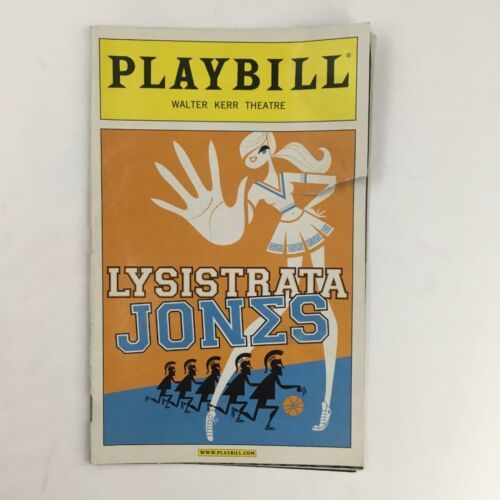 PLAYBILL®
WALTER KERR THEATRE
LYSISTRATA
JONΣS
WWW.PLAYBILL.COM